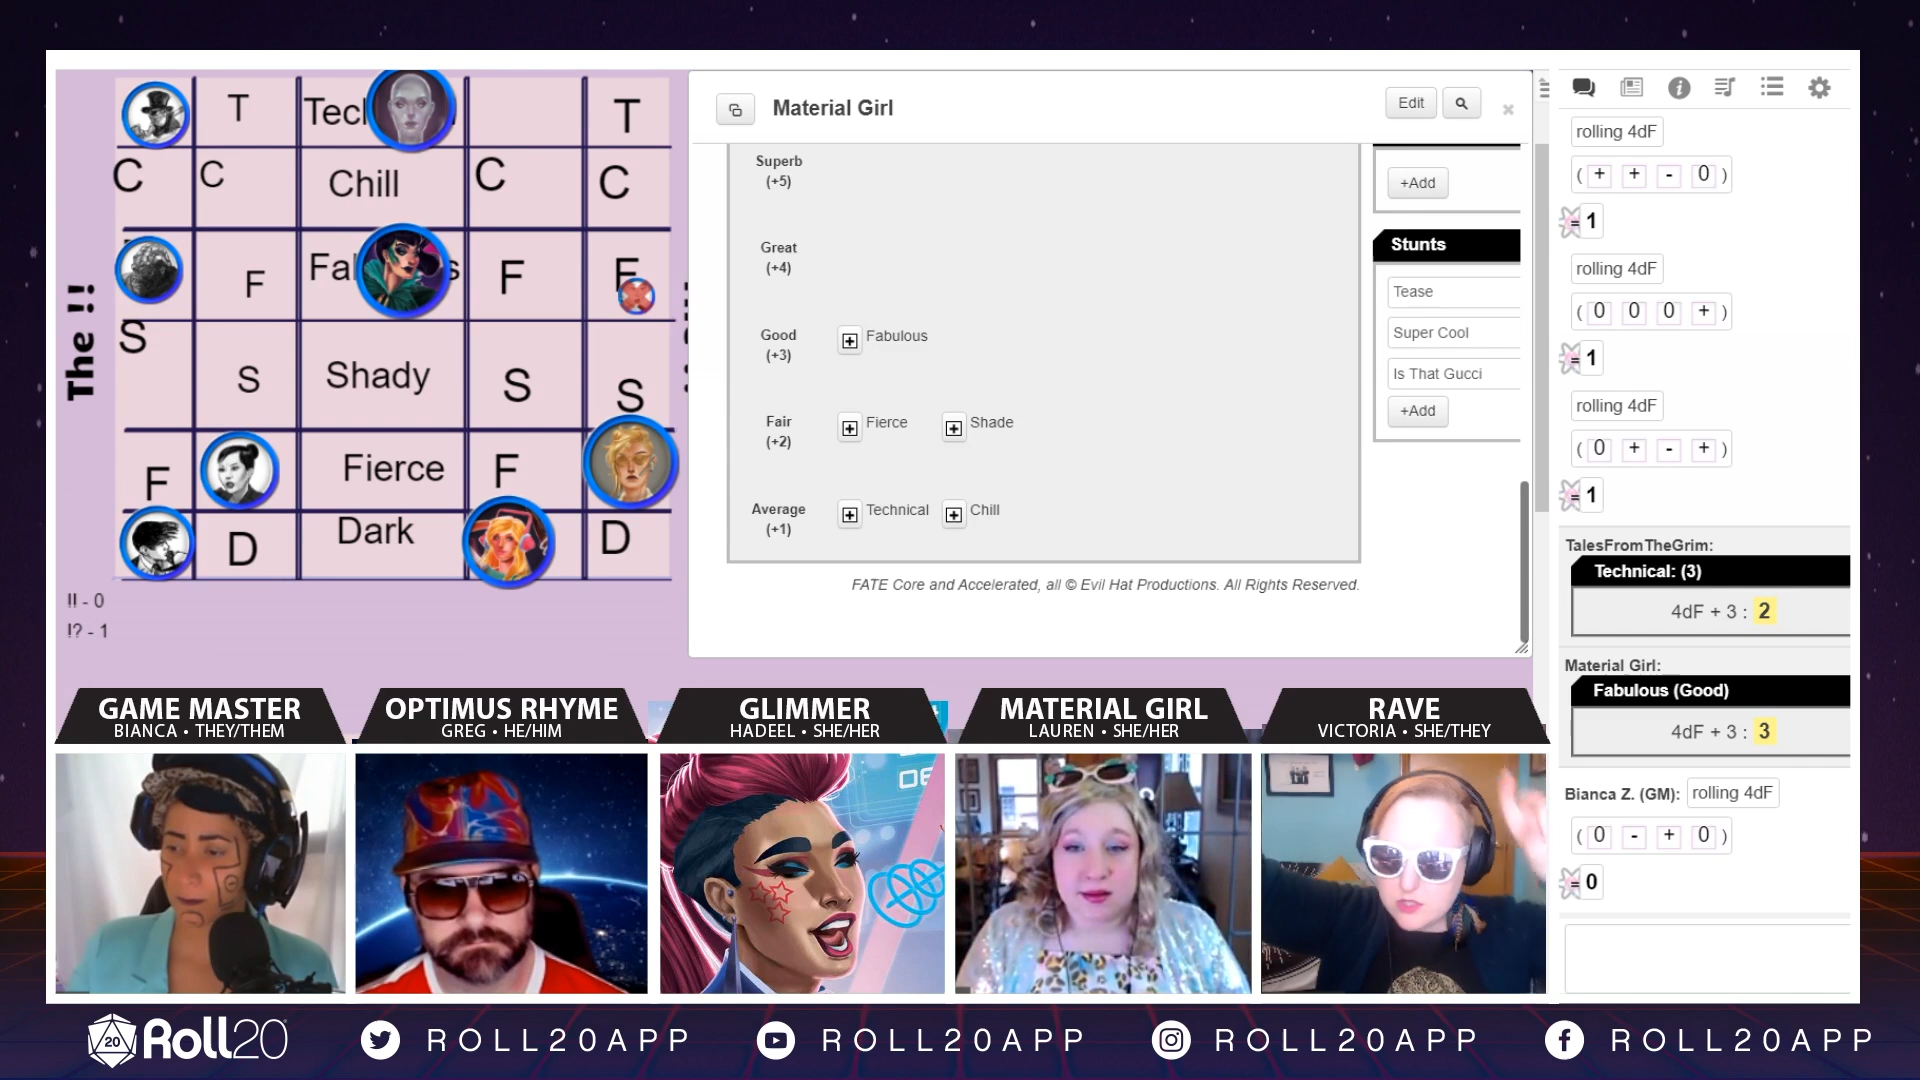 T
Tec
T
C
C
Chill
C
C
F
Fa
s
F
F
S
S
Shady
S
S
F
Fierce
F
D
Dark
D
The !!
!! - 0
!? - 1
Material Girl
Edit
Superb
(+5)
Great
(+4)
Good
(+3)
Fabulous
Fair
(+2)
Fierce
Shade
Average
(+1)
Technical
Chill
FATE Core and Accelerated, all © Evil Hat Productions. All Rights Reserved.
+Add
Stunts
Tease
Super Cool
Is That Gucci
+Add
rolling 4dF
( + + - 0 )
= 1
rolling 4dF
( 0 0 0 + )
= 1
rolling 4dF
( 0 + - + )
= 1
TalesFromTheGrim:
Technical: (3)
4dF + 3 : 2
Material Girl:
Fabulous (Good)
4dF + 3 : 3
Bianca Z. (GM): rolling 4dF
( 0 - + 0 )
= 0
GAME MASTER
BIANCA • THEY/THEM
OPTIMUS RHYME
GREG • HE/HIM
GLIMMER
HADEEL • SHE/HER
MATERIAL GIRL
LAUREN • SHE/HER
RAVE
VICTORIA • SHE/THEY
20 Roll20
ROLL20APP
ROLL20APP
ROLL20APP
ROLL20APP